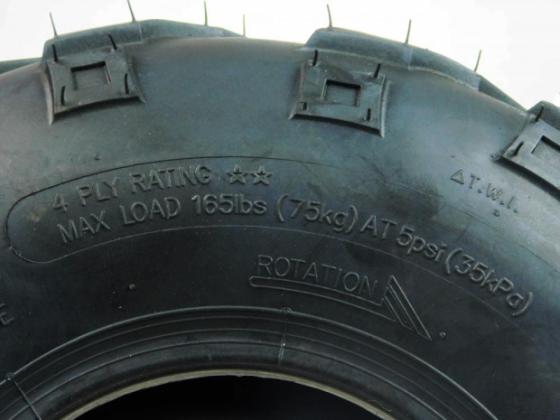 4 PLY RATING ☆☆
MAX LOAD 165lbs (75kg) AT 5psi (35kPa)
△T.W.I.
ROTATION
E